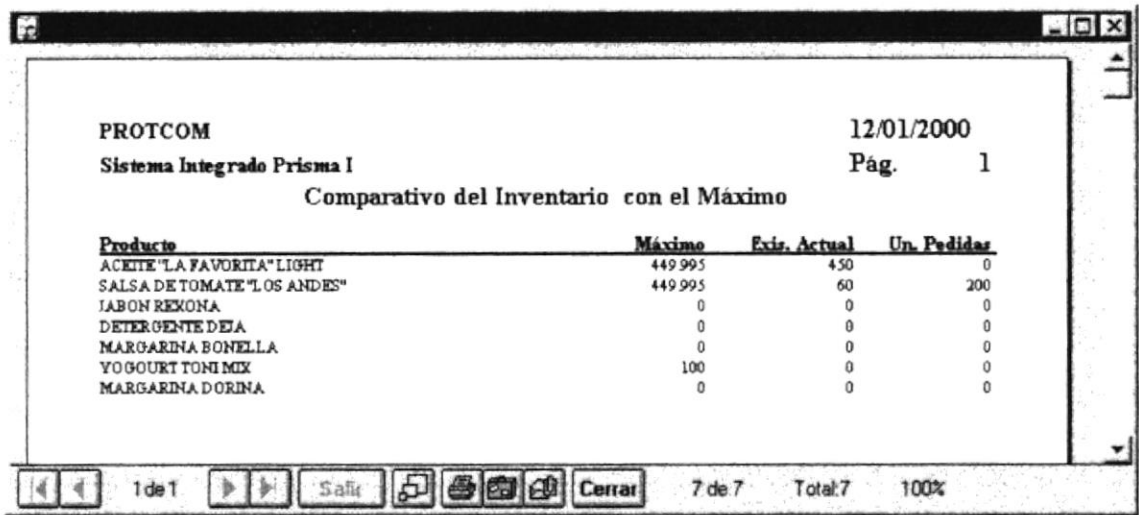 PROTCOM 12/01/2000
Sistema Integrado Prisma I Pág. 1
Comparativo del Inventario con el Máximo
Producto Máximo Exis. Actual Un. Pedidas
ACEITE "LA FAVORITA" LIGHT 449.995 450 0
SALSA DE TOMATE "LOS ANDES" 449.995 60 200
JABON REXONA 0 0 0
DETERGENTE DEJA 0 0 0
MARGARINA BONELLA 0 0 0
YOGOURT TONI MIX 100 0 0
MARGARINA DORINA 0 0 0
1 de 1 Salir Cerrar 7 de 7 Total:7 100%